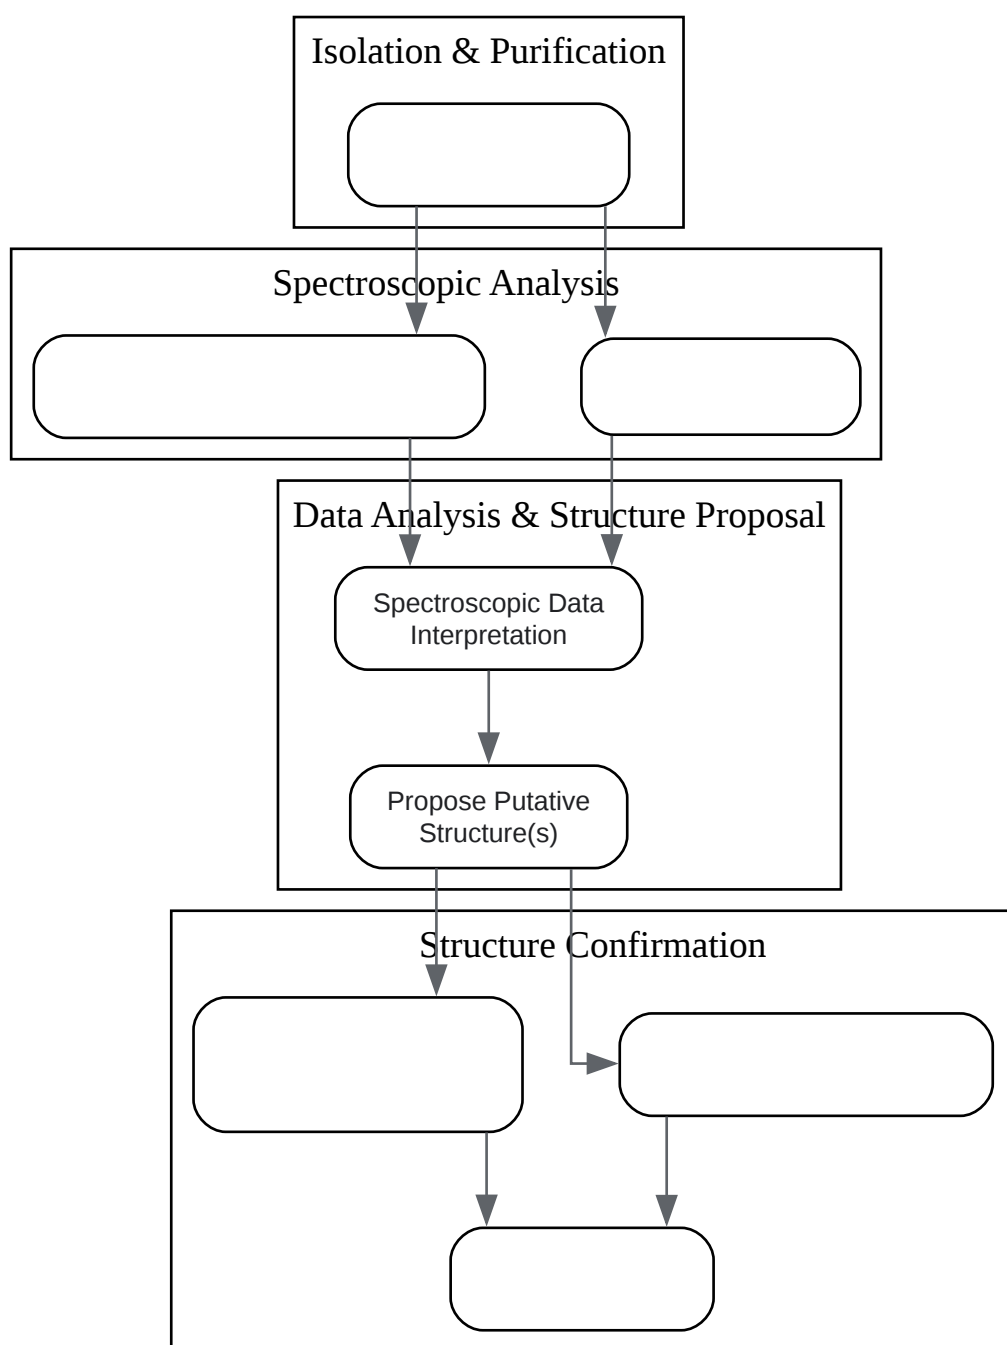 Isolation & Purification
Spectroscopic Analysis
Data Analysis & Structure Proposal
Spectroscopic Data
Interpretation
Propose Putative
Structure(s)
Structure Confirmation